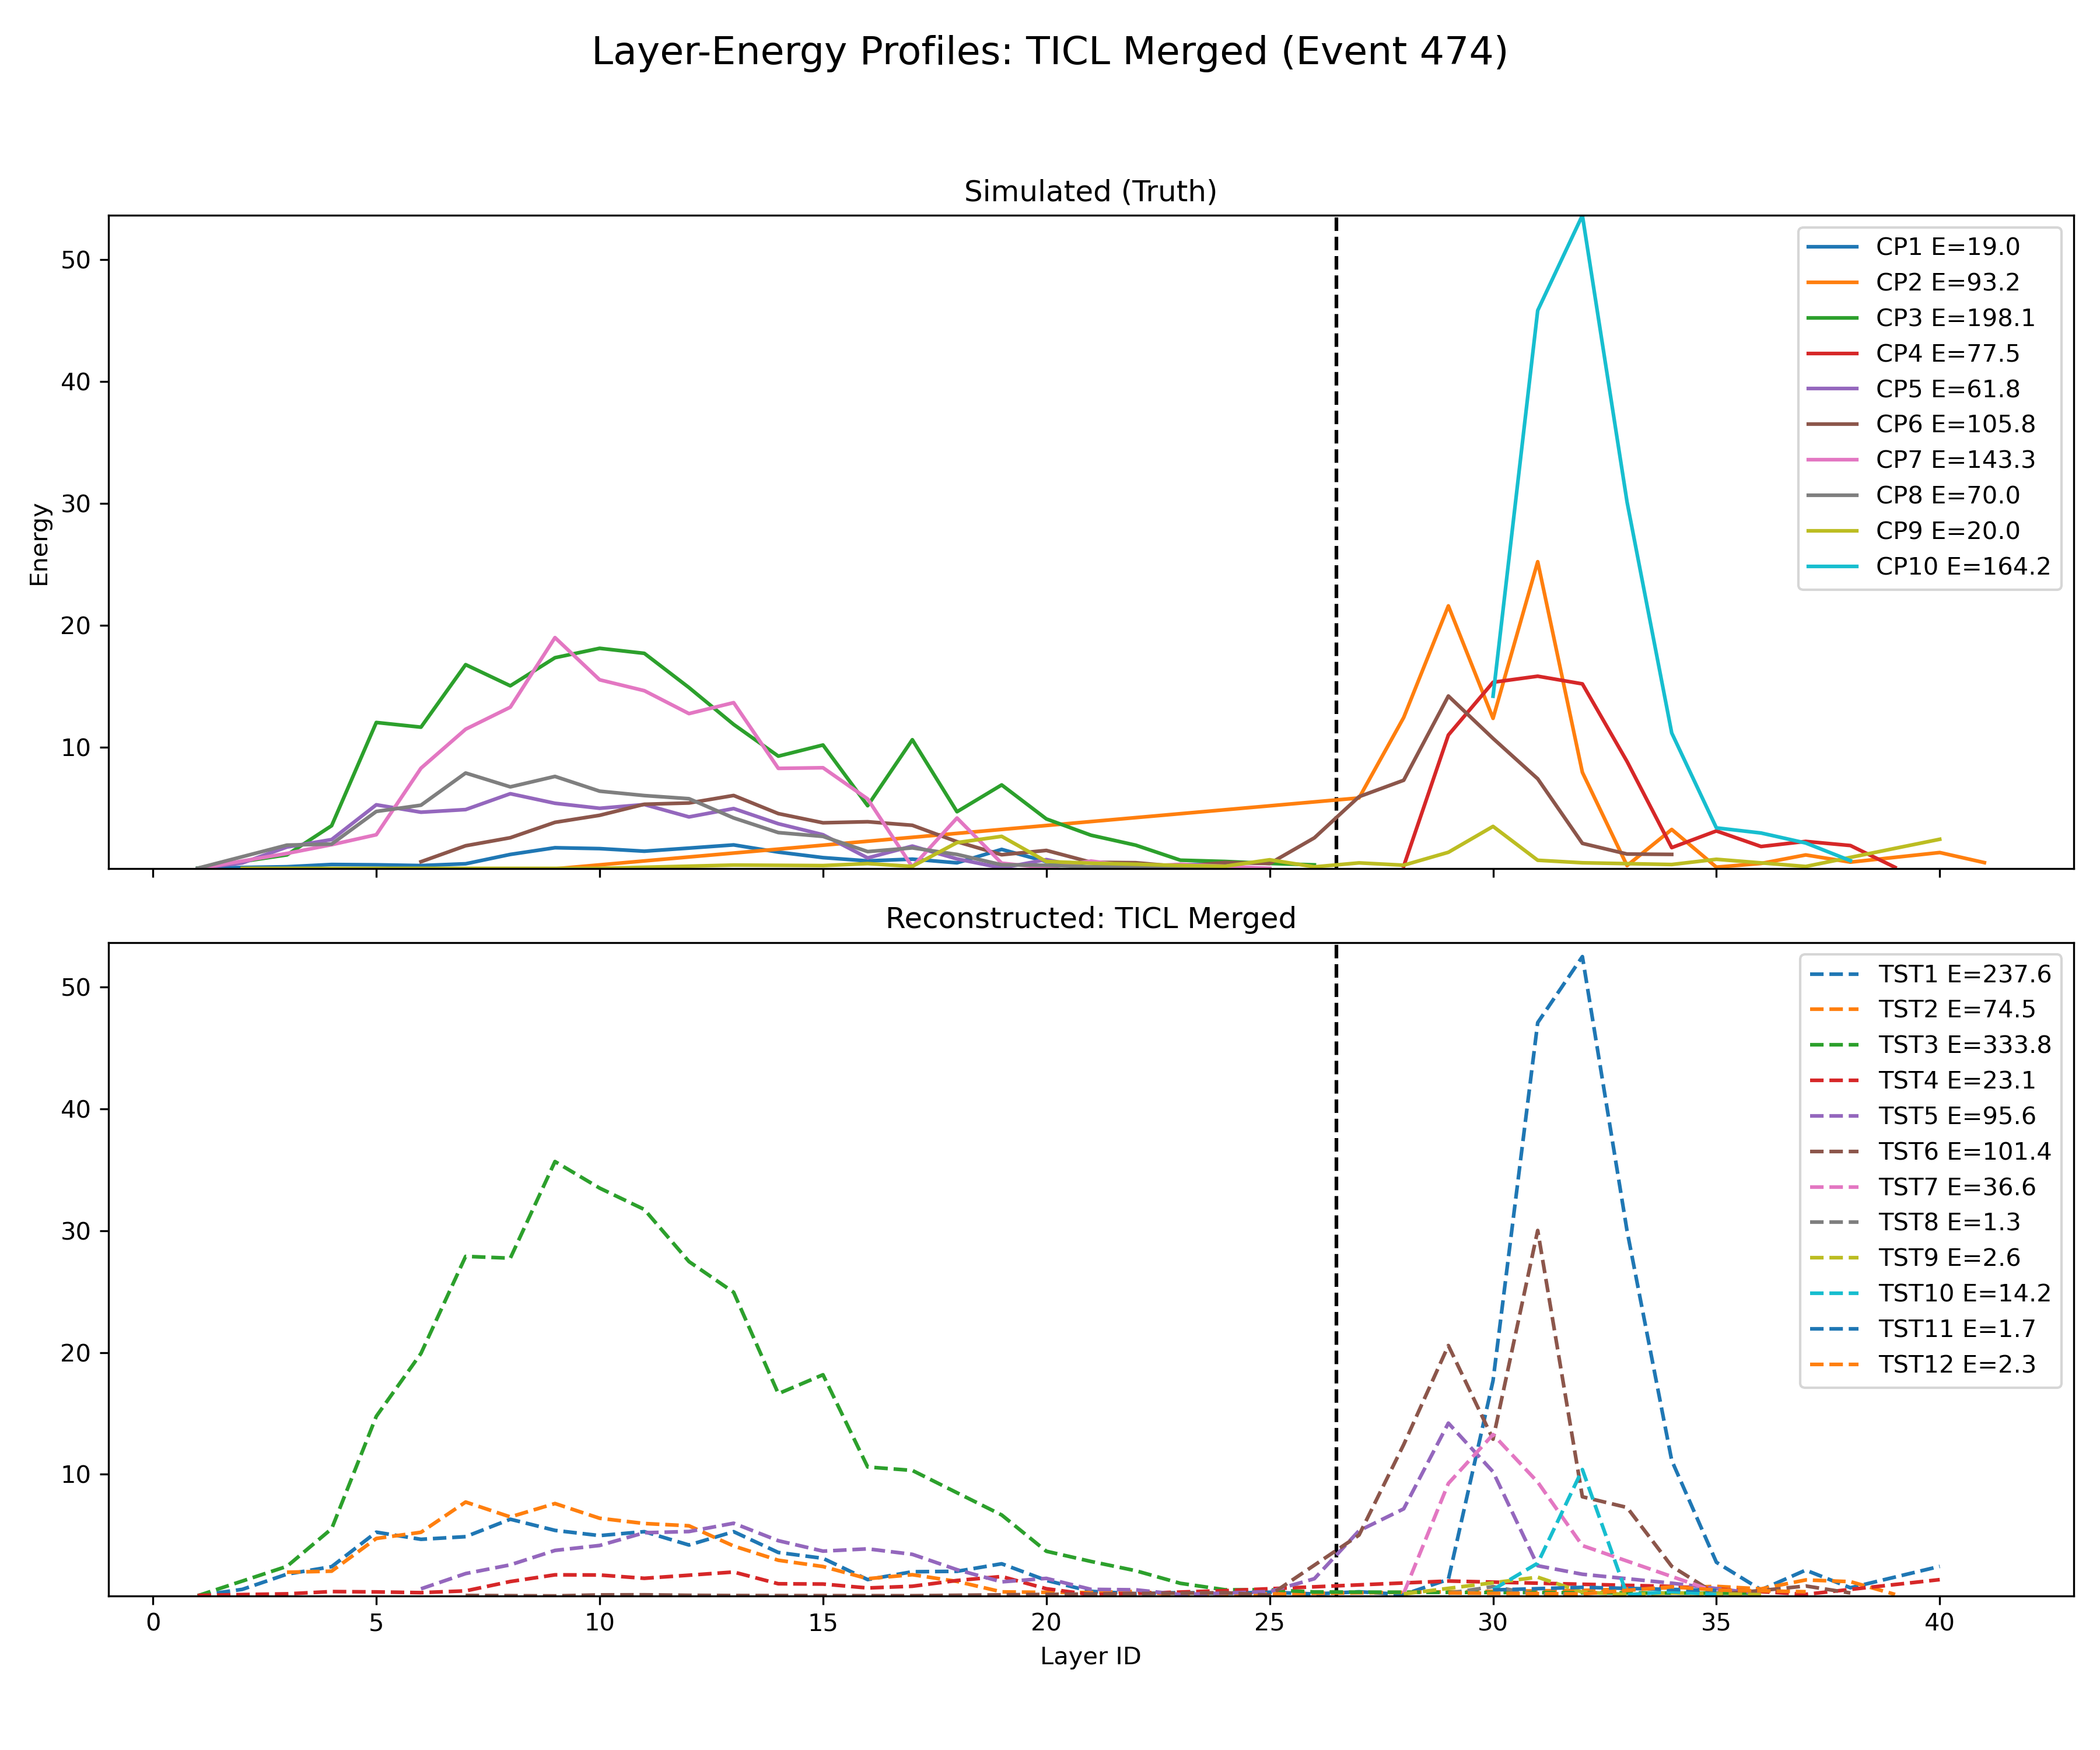 Layer-Energy Profiles: TICL Merged (Event 474)
Simulated (Truth)
Energy
50
40
30
20
10
CP1 E=19.0
CP2 E=93.2
CP3 E=198.1
CP4 E=77.5
CP5 E=61.8
CP6 E=105.8
CP7 E=143.3
CP8 E=70.0
CP9 E=20.0
CP10 E=164.2
Reconstructed: TICL Merged
50
40
30
20
10
TST1 E=237.6
TST2 E=74.5
TST3 E=333.8
TST4 E=23.1
TST5 E=95.6
TST6 E=101.4
TST7 E=36.6
TST8 E=1.3
TST9 E=2.6
TST10 E=14.2
TST11 E=1.7
TST12 E=2.3
0 5 10 15 20 25 30 35 40
Layer ID